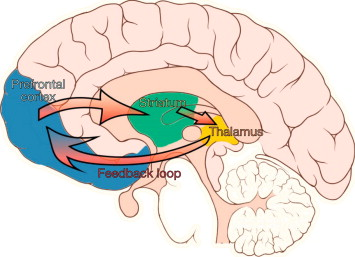 Prefrontal
cortex
Striatum
Thalamus
Feedback loop